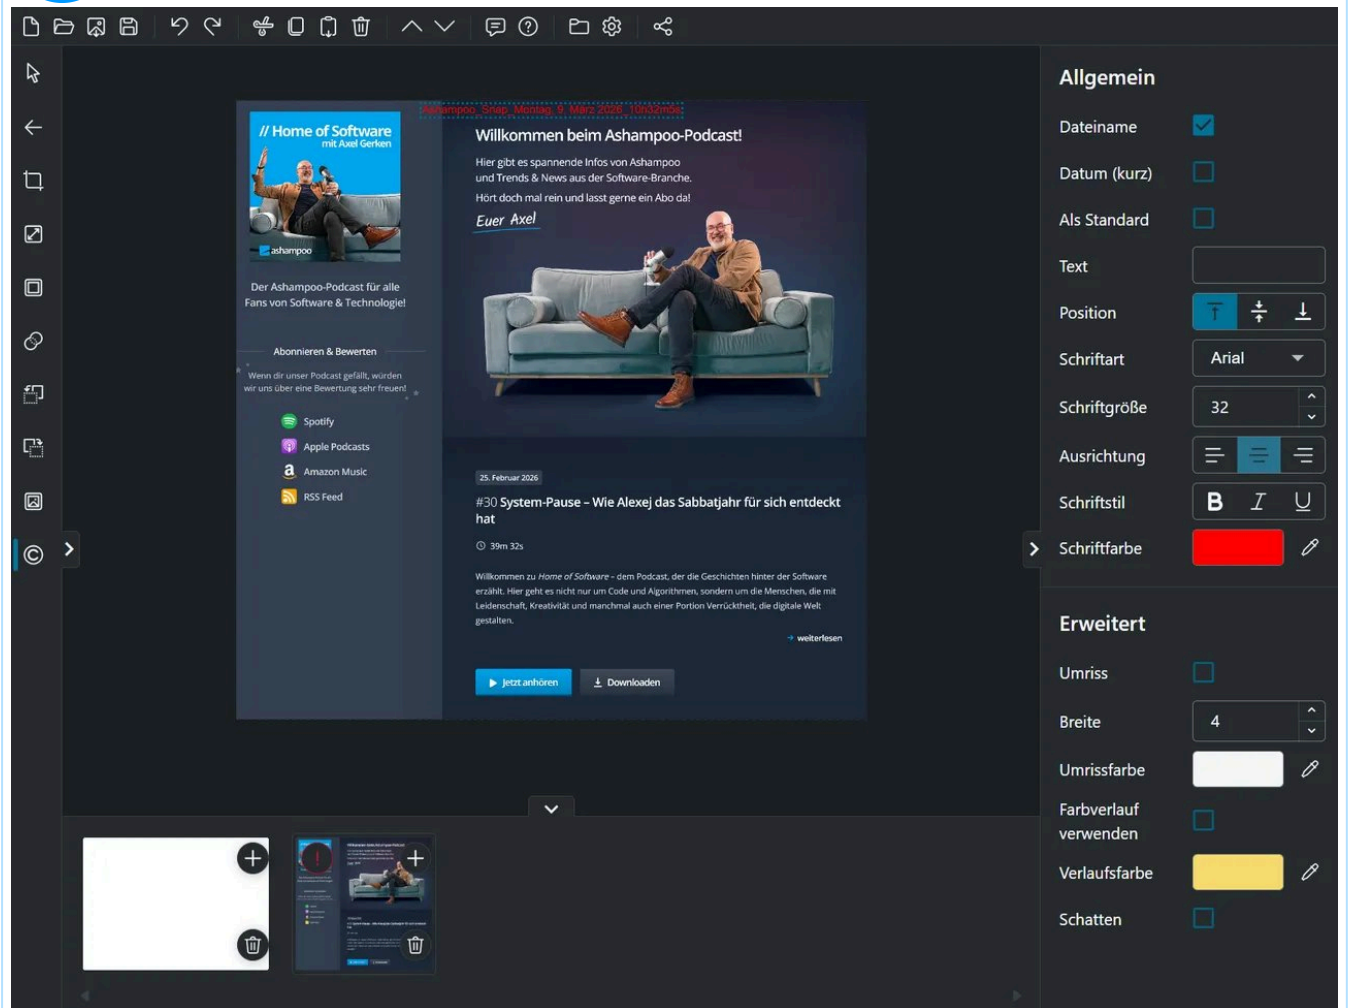 Allgemein
Dateiname
Datum (kurz)
Als Standard
Text
Position
Schriftart
Arial
Schriftgröße
32
Ausrichtung
Schriftstil
B I U
Schriftfarbe
Erweitert
Umriss
Breite
4
Umrissfarbe
Farbverlauf
verwenden
Verlaufsfarbe
Schatten
Ashampoo_Snap_Montag, 9. März 2026_10h32m5s
// Home of Software
mit Axel Gerken
ashampoo
Der Ashampoo-Podcast für alle
Fans von Software & Technologie!
Abonnieren & Bewerten
Wenn dir unser Podcast gefällt, würden
wir uns über eine Bewertung sehr freuen!
Spotify
Apple Podcasts
Amazon Music
RSS Feed
Willkommen beim Ashampoo-Podcast!
Hier gibt es spannende Infos von Ashampoo
und Trends & News aus der Software-Branche.
Hört doch mal rein und lasst gerne ein Abo da!
Euer Axel
25. Februar 2026
#30 System-Pause – Wie Alexej das Sabbatjahr für sich entdeckt
hat
39m 32s
Willkommen zu Home of Software – dem Podcast, der die Geschichten hinter der Software
erzählt. Hier geht es nicht nur um Code und Algorithmen, sondern um die Menschen, die mit
Leidenschaft, Kreativität und manchmal auch einer Portion Verrücktheit, die digitale Welt
gestalten.
weiterlesen
Jetzt anhören
Downloaden